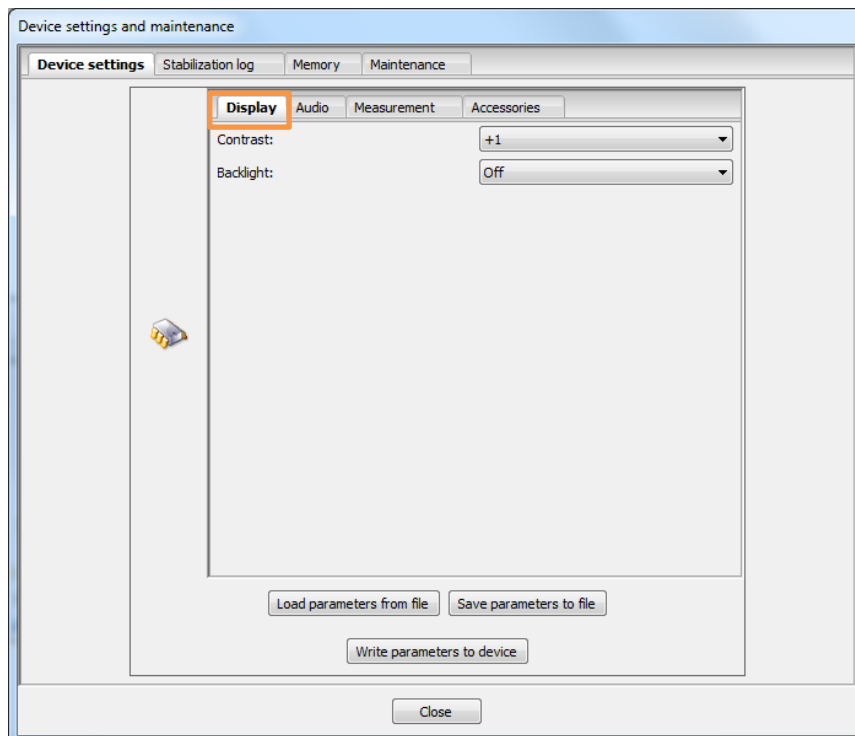 Device settings and maintenance
Device settings Stabilization log Memory Maintenance
Display Audio Measurement Accessories
Contrast: +1
Backlight: Off
Load parameters from file Save parameters to file
Write parameters to device
Close